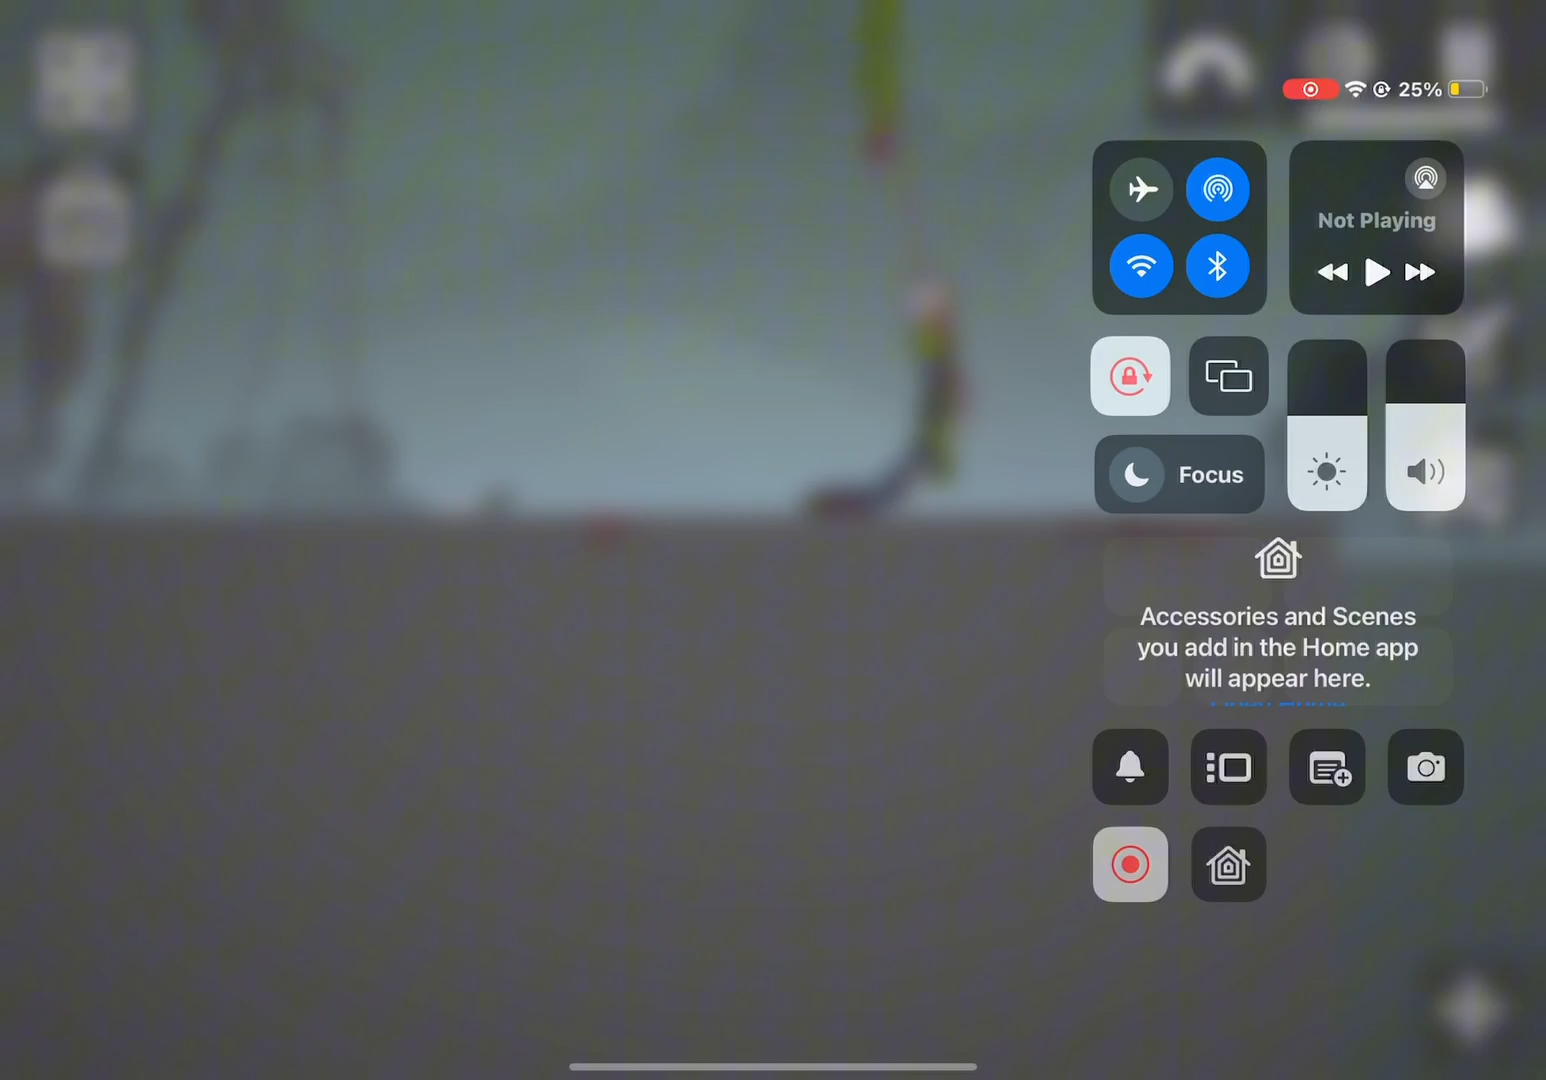 25%
Not Playing
Focus
Accessories and Scenes
you add in the Home app
will appear here.